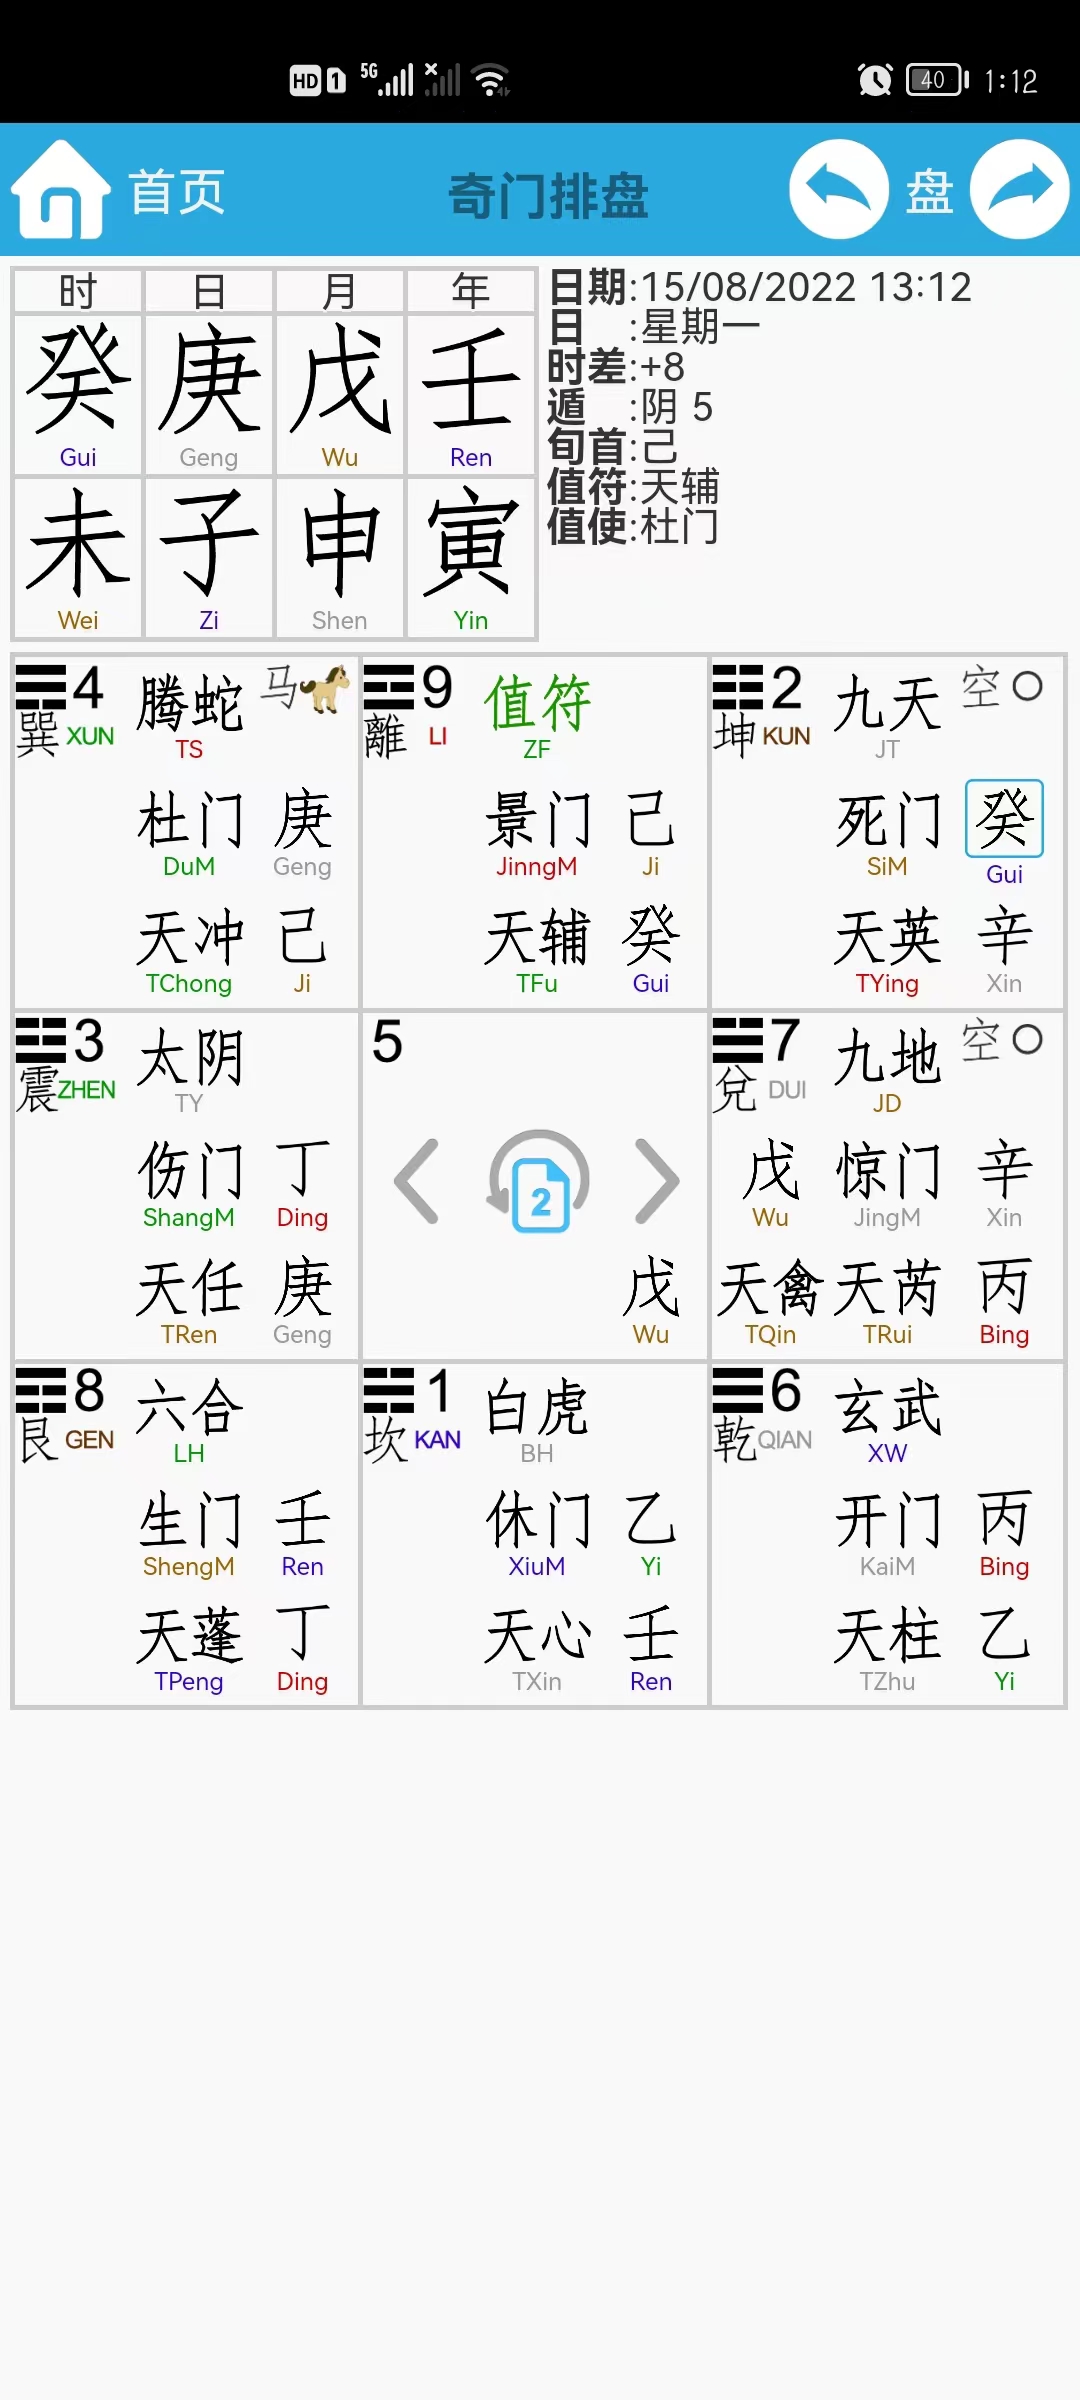 HD 1 5G 40 1:12
首页 奇门排盘 盘
时 日 月 年
癸 庚 戊 壬
Gui Geng Wu Ren
未 子 申 寅
Wei Zi Shen Yin
日期:15/08/2022 13:12
日 :星期一
时差:+8
遁 :阴 5
旬首:己
值符:天辅
值使:杜门
4 腾蛇 马
巽 XUN TS
杜门 庚
DuM Geng
天冲 己
TChong Ji
9 值符
離 LI ZF
景门 己
JinngM Ji
天辅 癸
TFu Gui
2 九天 空
坤 KUN JT
死门 癸
SiM Gui
天英 辛
TYing Xin
3 太阴
震 ZHEN TY
伤门 丁
ShangM Ding
天任 庚
TRen Geng
5
2
戊
Wu
7 九地 空
兌 DUI JD
戊 惊门 辛
Wu JingM Xin
天禽 天芮 丙
TQin TRui Bing
8 六合
艮 GEN LH
生门 壬
ShengM Ren
天蓬 丁
TPeng Ding
1 白虎
坎 KAN BH
休门 乙
XiuM Yi
天心 壬
TXin Ren
6 玄武
乾 QIAN XW
开门 丙
KaiM Bing
天柱 乙
TZhu Yi